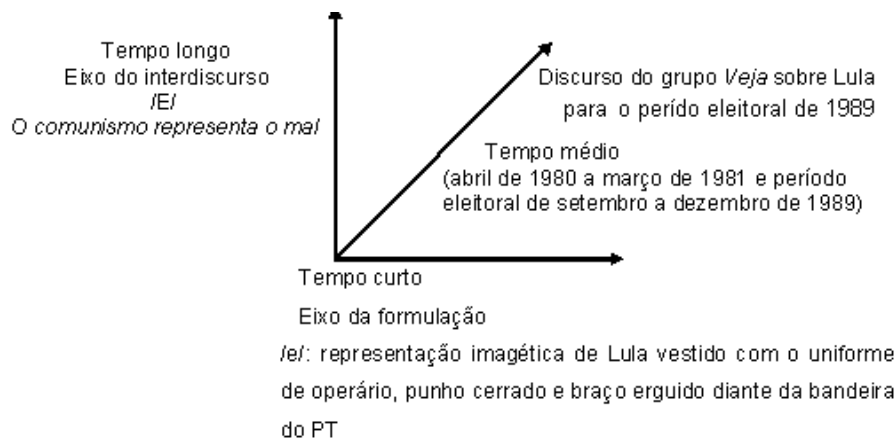 Tempo longo
Eixo do interdiscurso
/E/
O comunismo representa o mal
Discurso do grupo Veja sobre Lula
para o perído eleitoral de 1989
Tempo médio
(abril de 1980 a março de 1981 e período
eleitoral de setembro a dezembro de 1989)
Tempo curto
Eixo da formulação
/e/: representação imagética de Lula vestido com o uniforme
de operário, punho cerrado e braço erguido diante da bandeira
do PT